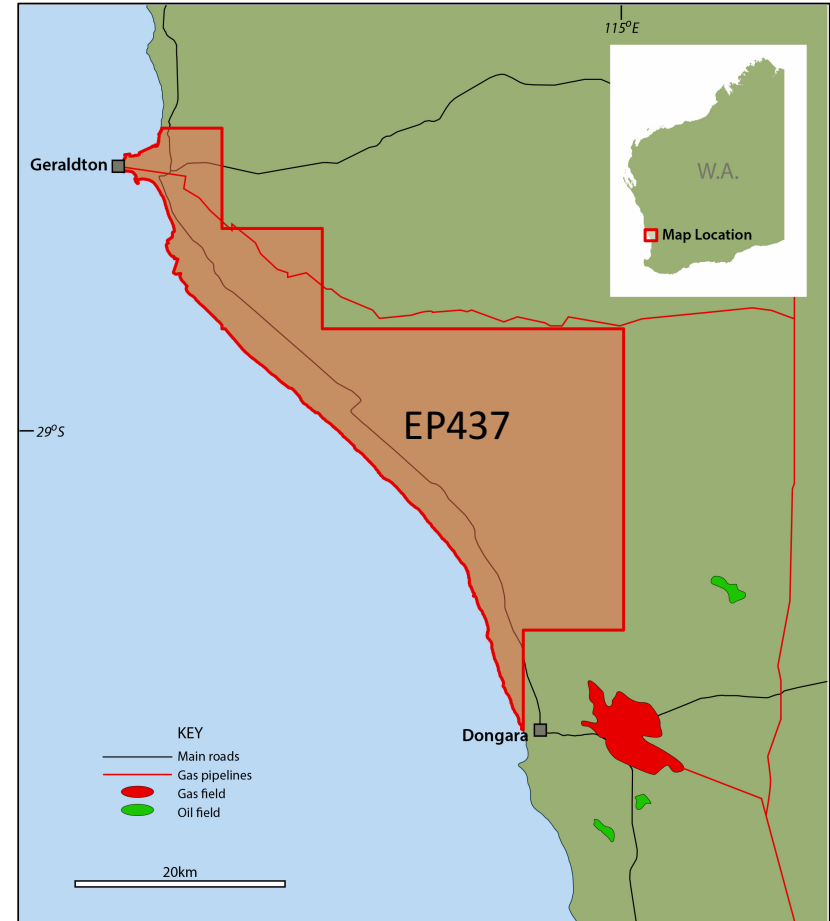 115°E
W.A.
Map Location
Geraldton
EP437
29°S
Dongara
KEY
Main roads
Gas pipelines
Gas field
Oil field
20km